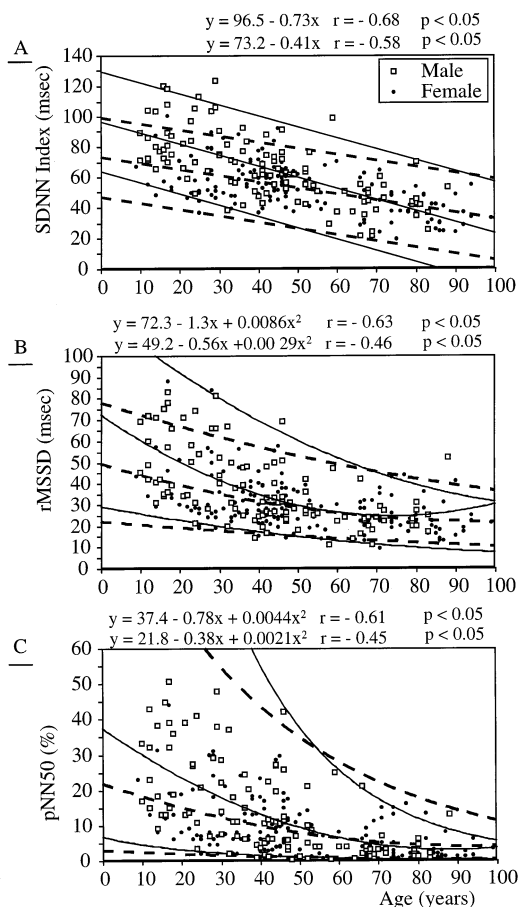 y = 96.5 - 0.73x r = - 0.68 p < 0.05
y = 73.2 - 0.41x r = - 0.58 p < 0.05
A
SDNN Index (msec)
140
120
100
80
60
40
20
0
Male
Female
0 10 20 30 40 50 60 70 80 90 100
y = 72.3 - 1.3x + 0.0086x² r = - 0.63 p < 0.05
y = 49.2 - 0.56x +0.00 29x² r = - 0.46 p < 0.05
B
rMSSD (msec)
100
90
80
70
60
50
40
30
20
10
0
0 10 20 30 40 50 60 70 80 90 100
y = 37.4 - 0.78x + 0.0044x² r = - 0.61 p < 0.05
y = 21.8 - 0.38x + 0.0021x² r = - 0.45 p < 0.05
C
pNN50 (%)
60
50
40
30
20
10
0
0 10 20 30 40 50 60 70 80 90 100
Age (years)